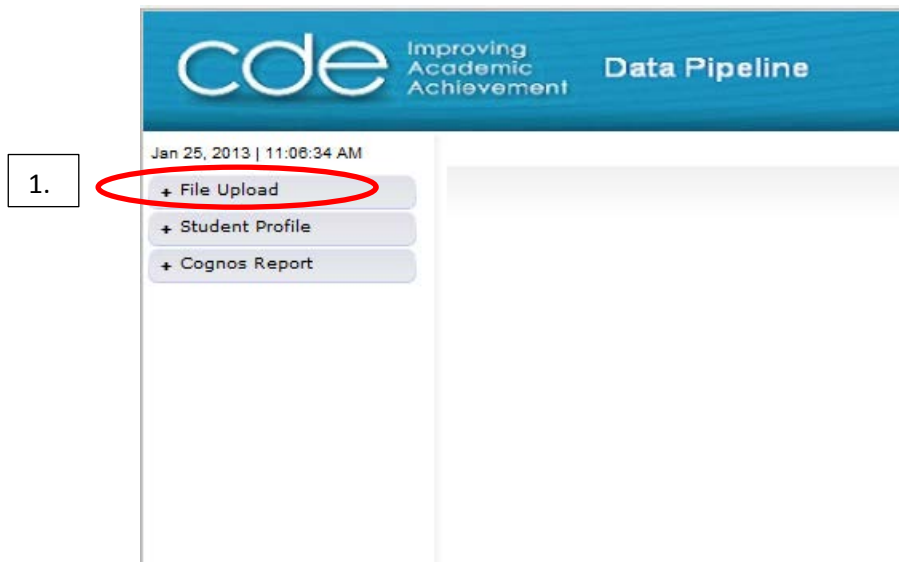 cde
Improving
Academic
Achievement
Data Pipeline
Jan 25, 2013 | 11:06:34 AM
1.
+ File Upload
+ Student Profile
+ Cognos Report